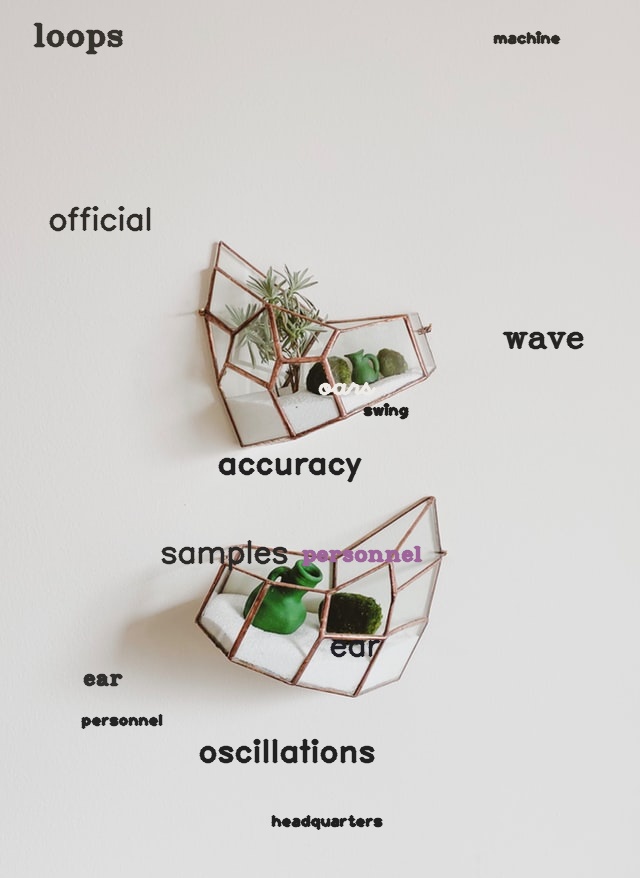 loops
machine
official
wave
oars
swing
accuracy
samples personnel
ear
ear
personnel
oscillations
headquarters